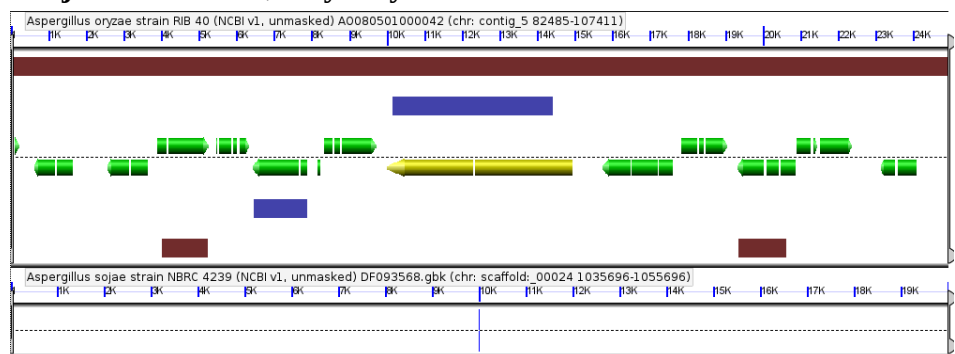 Aspergillus oryzae strain RIB 40 (NCBI v1, unmasked) A0080501000042 (chr: contig_5 82485-107411)
1K 2K 3K 4K 5K 6K 7K 8K 9K 10K 11K 12K 13K 14K 15K 16K 17K 18K 19K 20K 21K 22K 23K 24K
Aspergillus sojae strain NBRC 4239 (NCBI v1, unmasked) DF093568.gbk (chr: scaffold:_00024 1035696-1055696)
1K 2K 3K 4K 5K 6K 7K 8K 9K 10K 11K 12K 13K 14K 15K 16K 17K 18K 19K